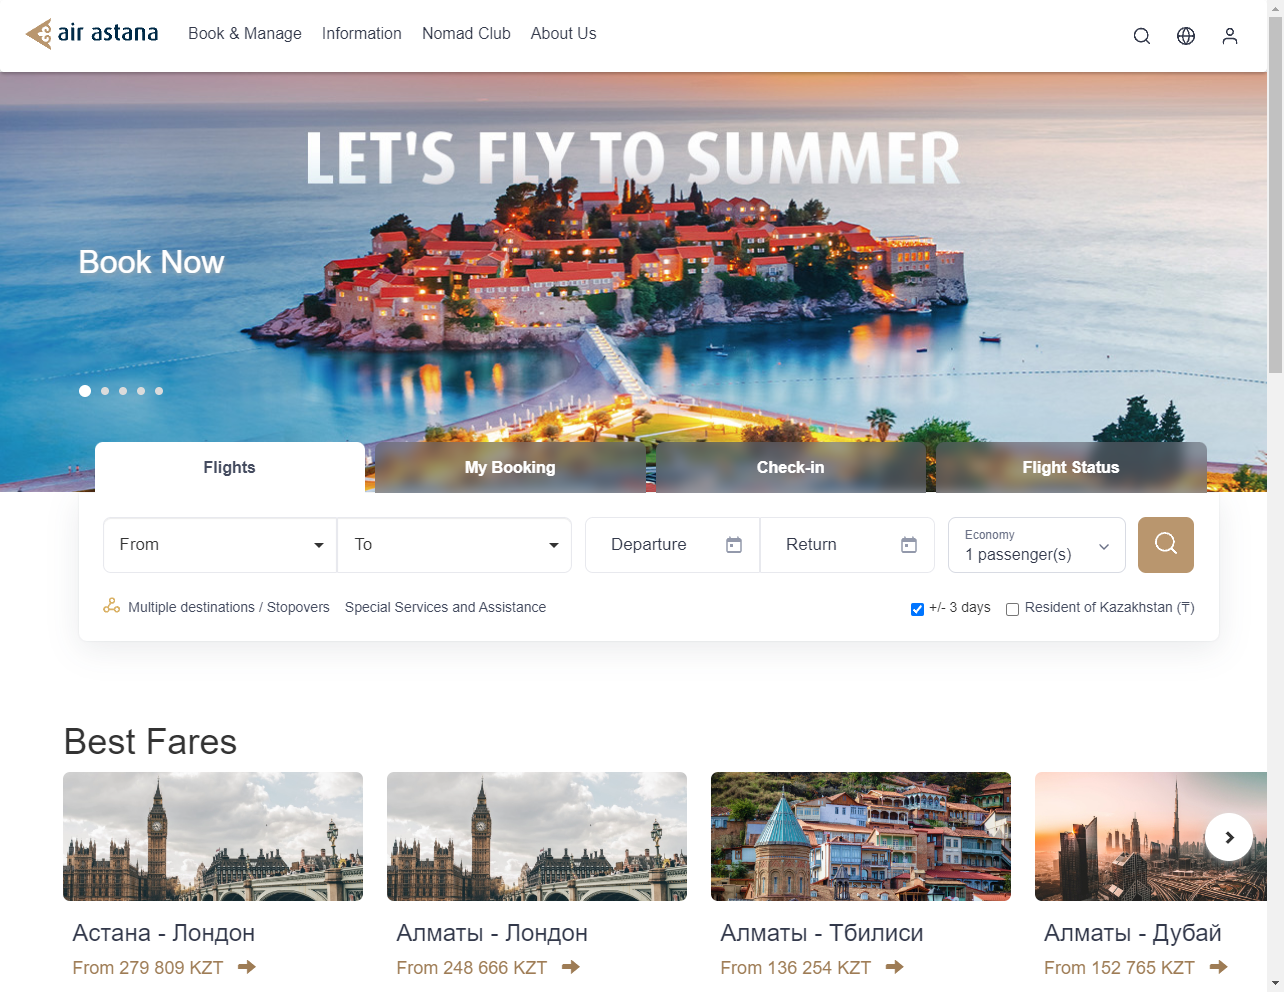 air astana
Book & Manage
Information
Nomad Club
About Us
LET'S FLY TO SUMMER
Book Now
Flights
My Booking
Check-in
Flight Status
From
To
Departure
Return
Economy
1 passenger(s)
Multiple destinations / Stopovers
Special Services and Assistance
+/- 3 days
Resident of Kazakhstan (₸)
Best Fares
Астана - Лондон
From 279 809 KZT
Алматы - Лондон
From 248 666 KZT
Алматы - Тбилиси
From 136 254 KZT
Алматы - Дубай
From 152 765 KZT